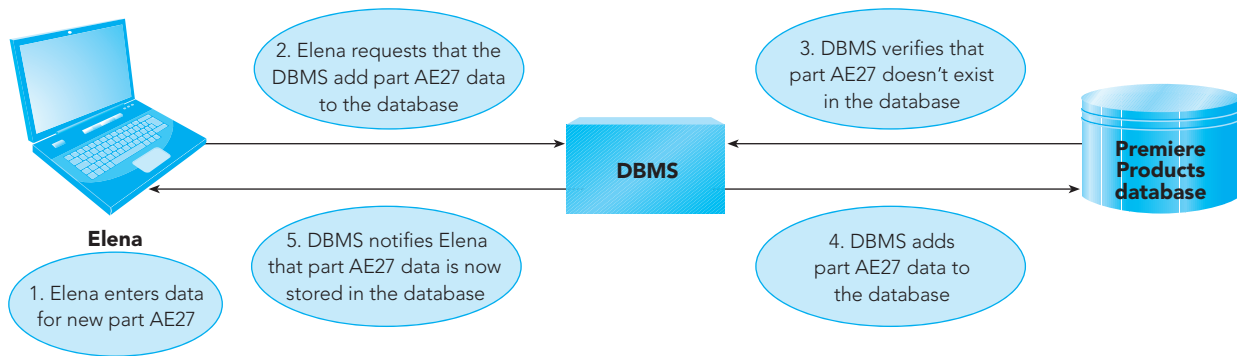 2. Elena requests that the
DBMS add part AE27 data
to the database
3. DBMS verifies that
part AE27 doesn't exist
in the database
DBMS
Premiere
Products
database
Elena
1. Elena enters data
for new part AE27
5. DBMS notifies Elena
that part AE27 data is now
stored in the database
4. DBMS adds
part AE27 data to
the database